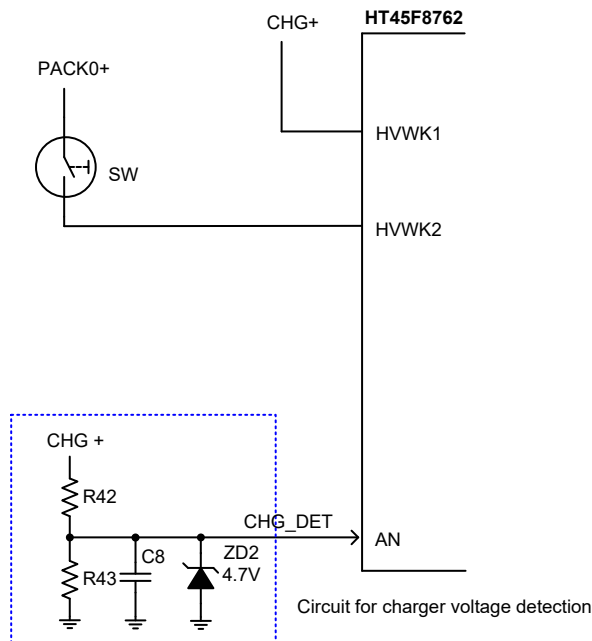 HT45F8762
CHG+
PACK0+
HVWK1
SW
HVWK2
CHG +
R42
CHG_DET
AN
C8
ZD2
4.7V
R43
Circuit for charger voltage detection